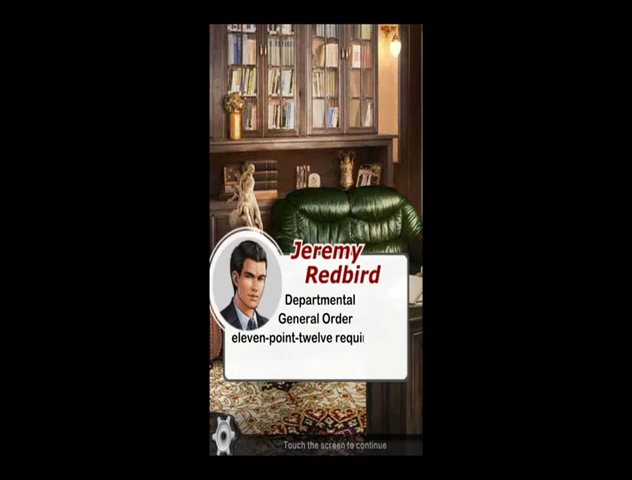 Jeremy
Redbird
Departmental
General Order
eleven-point-twelve requi
Touch the screen to continue